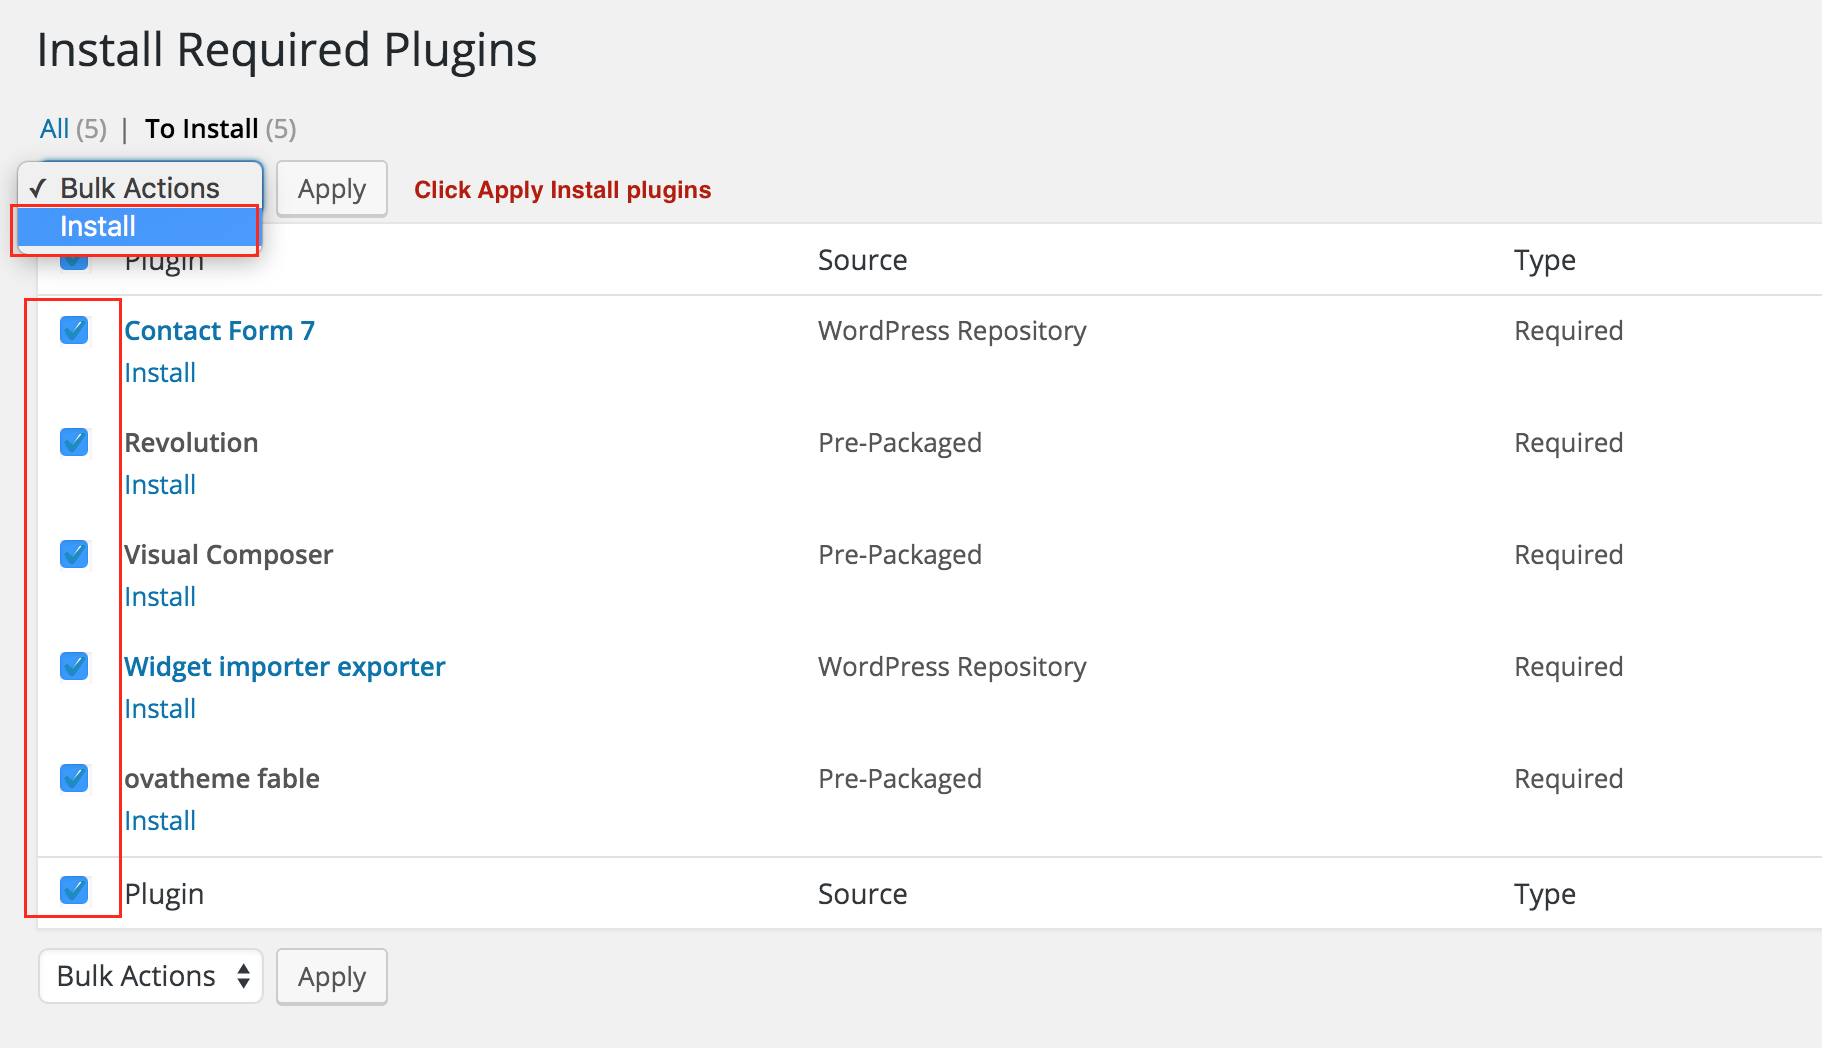 Install Required Plugins
All (5) | To Install (5)
✓ Bulk Actions Apply Click Apply Install plugins
Install
Plugin Source Type
Contact Form 7 WordPress Repository Required
Install
Revolution Pre-Packaged Required
Install
Visual Composer Pre-Packaged Required
Install
Widget importer exporter WordPress Repository Required
Install
ovatheme fable Pre-Packaged Required
Install
Plugin Source Type
Bulk Actions Apply